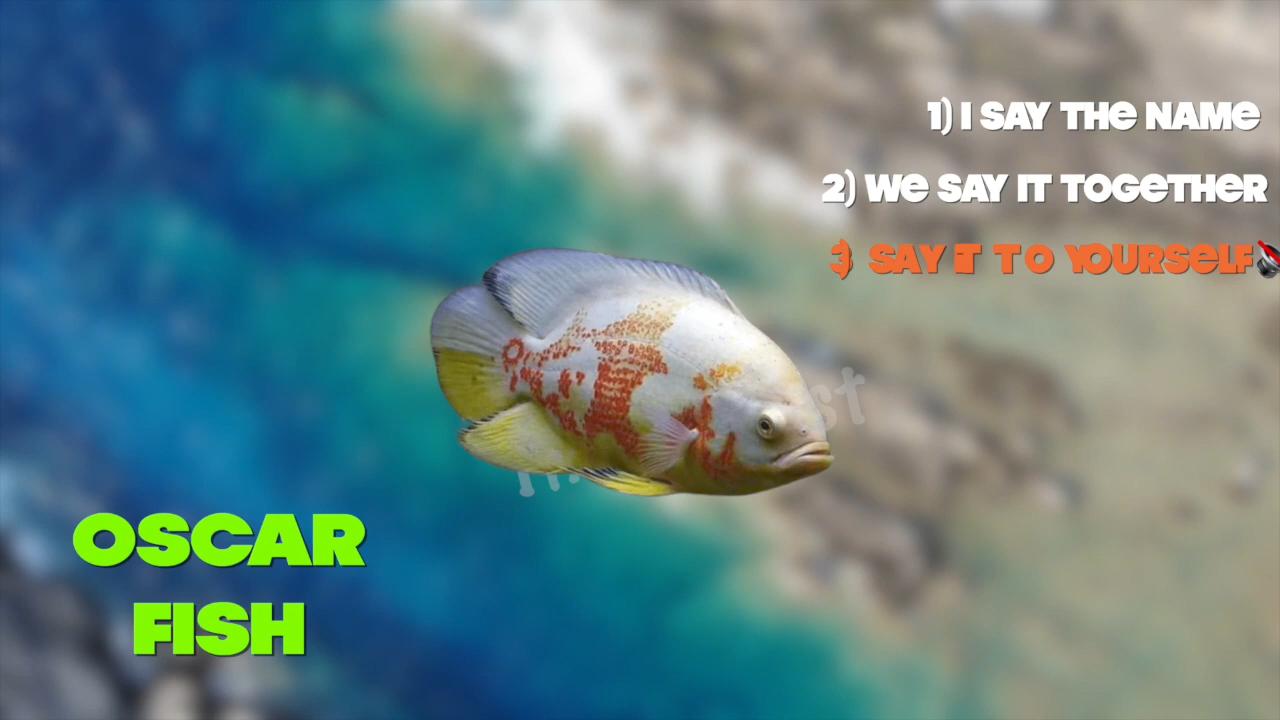 1) I SAY THE NAME
2) WE SAY IT TOGETHER
3) SAY IT TO YOURSELF
OSCAR
FISH